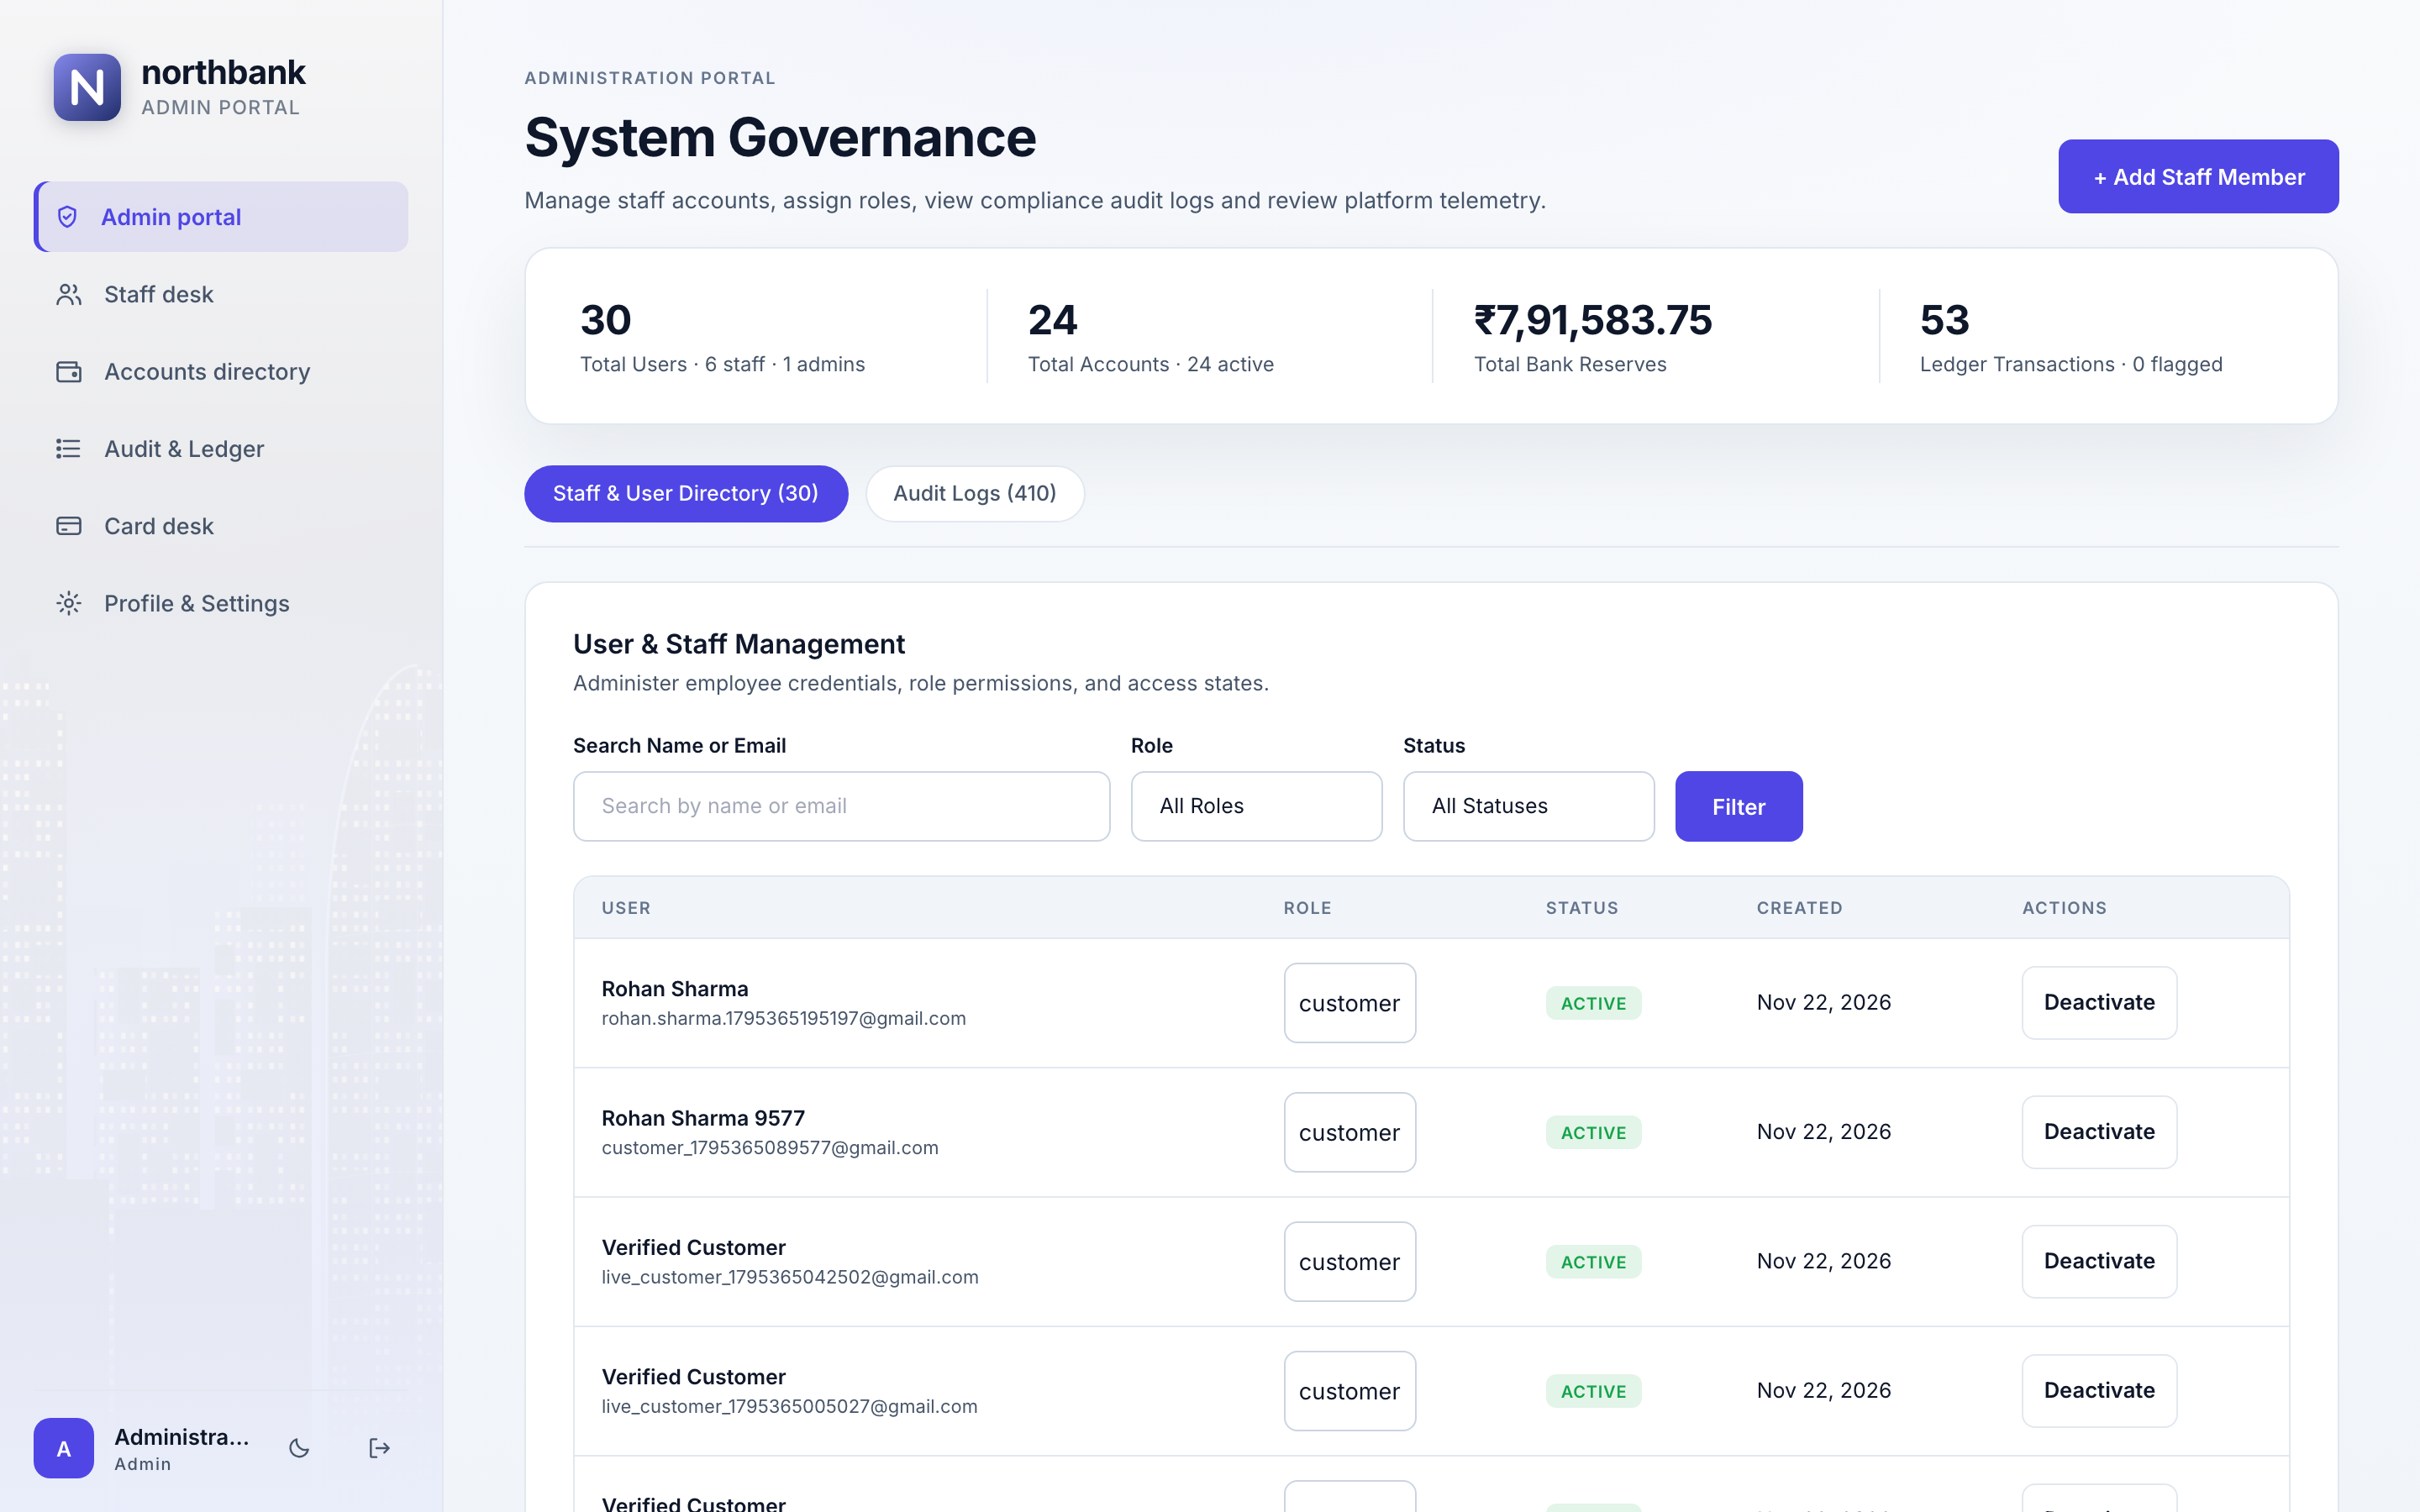 N
northbank
ADMIN PORTAL
Admin portal
Staff desk
Accounts directory
Audit & Ledger
Card desk
Profile & Settings
A
Administra...
Admin
ADMINISTRATION PORTAL
System Governance
Manage staff accounts, assign roles, view compliance audit logs and review platform telemetry.
+ Add Staff Member
30
Total Users · 6 staff · 1 admins
24
Total Accounts · 24 active
₹7,91,583.75
Total Bank Reserves
53
Ledger Transactions · 0 flagged
Staff & User Directory (30)
Audit Logs (410)
User & Staff Management
Administer employee credentials, role permissions, and access states.
Search Name or Email
Role
Status
Search by name or email
All Roles
All Statuses
Filter
USER ROLE STATUS CREATED ACTIONS
Rohan Sharma
rohan.sharma.1795365195197@gmail.com
customer
ACTIVE
Nov 22, 2026
Deactivate
Rohan Sharma 9577
customer_1795365089577@gmail.com
customer
ACTIVE
Nov 22, 2026
Deactivate
Verified Customer
live_customer_1795365042502@gmail.com
customer
ACTIVE
Nov 22, 2026
Deactivate
Verified Customer
live_customer_1795365005027@gmail.com
customer
ACTIVE
Nov 22, 2026
Deactivate
Verified Customer